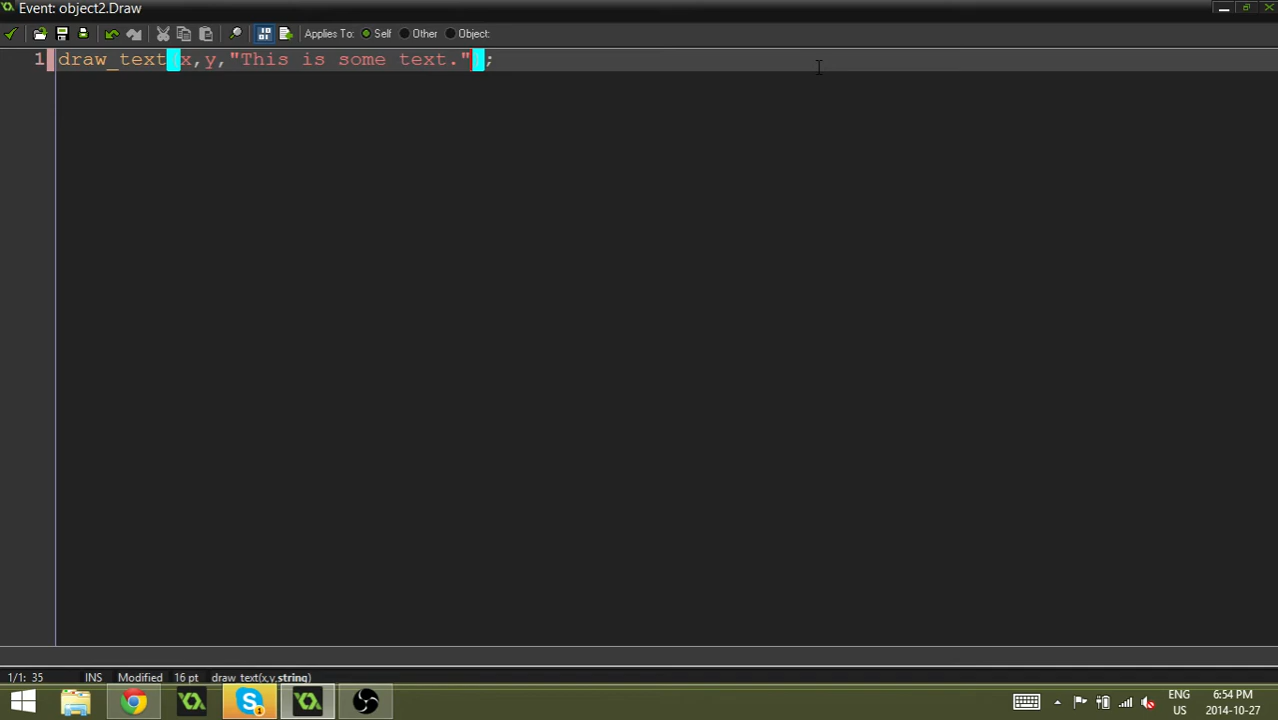 Event: object2.Draw
Applies To: Self Other Object:
1 draw_text(x,y,"This is some text.");
1/1: 35 INS Modified 16 pt draw_text(x,y,string)
ENG 6:54 PM
US 2014-10-27